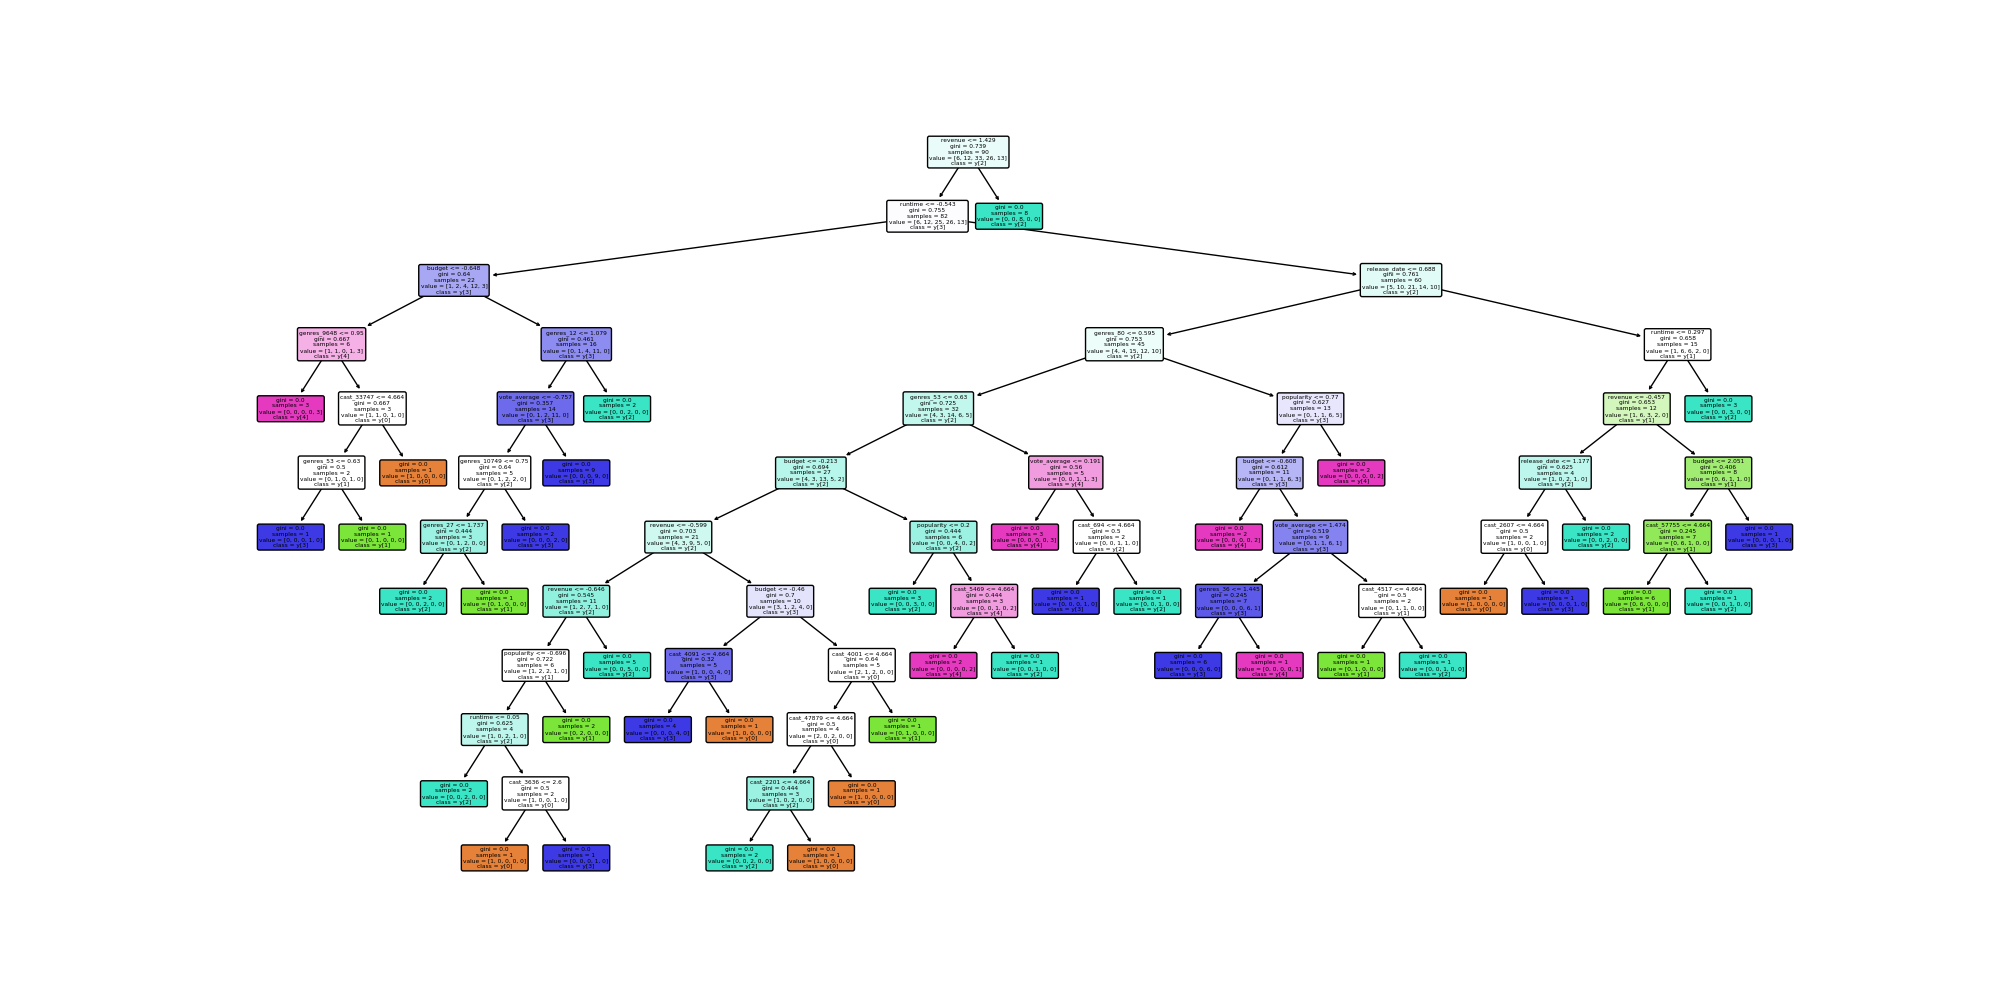 revenue <= 1.429
gini = 0.739
samples = 90
value = [6, 12, 33, 26, 13]
class = y[2]
runtime <= -0.543
gini = 0.755
samples = 82
value = [6, 12, 25, 26, 13]
class = y[3]
gini = 0.0
samples = 8
value = [0, 0, 8, 0, 0]
class = y[2]
budget <= -0.648
gini = 0.64
samples = 22
value = [1, 2, 4, 12, 3]
class = y[3]
release_date <= 0.688
gini = 0.761
samples = 60
value = [5, 10, 21, 14, 10]
class = y[2]
genres_9648 <= 0.95
gini = 0.667
samples = 6
value = [1, 1, 0, 1, 3]
class = y[4]
genres_12 <= 1.079
gini = 0.461
samples = 16
value = [0, 1, 4, 11, 0]
class = y[3]
genres_80 <= 0.595
gini = 0.753
samples = 45
value = [4, 4, 15, 12, 10]
class = y[2]
runtime <= 0.297
gini = 0.658
samples = 15
value = [1, 6, 6, 2, 0]
class = y[1]
gini = 0.0
samples = 3
value = [0, 0, 0, 0, 3]
class = y[4]
cast_33747 <= 4.664
gini = 0.667
samples = 3
value = [1, 1, 0, 1, 0]
class = y[0]
vote_average <= -0.757
gini = 0.357
samples = 14
value = [0, 1, 2, 11, 0]
class = y[3]
gini = 0.0
samples = 2
value = [0, 0, 2, 0, 0]
class = y[2]
genres_53 <= 0.63
gini = 0.725
samples = 32
value = [4, 3, 14, 6, 5]
class = y[2]
popularity <= 0.77
gini = 0.627
samples = 13
value = [0, 1, 1, 6, 5]
class = y[3]
revenue <= -0.457
gini = 0.653
samples = 12
value = [1, 6, 3, 2, 0]
class = y[1]
gini = 0.0
samples = 3
value = [0, 0, 3, 0, 0]
class = y[2]
genres_53 <= 0.63
gini = 0.5
samples = 2
value = [0, 1, 0, 1, 0]
class = y[1]
gini = 0.0
samples = 1
value = [1, 0, 0, 0, 0]
class = y[0]
genres_10749 <= 0.75
gini = 0.64
samples = 5
value = [0, 1, 2, 2, 0]
class = y[2]
gini = 0.0
samples = 9
value = [0, 0, 0, 9, 0]
class = y[3]
budget <= -0.213
gini = 0.694
samples = 27
value = [4, 3, 13, 5, 2]
class = y[2]
vote_average <= 0.191
gini = 0.56
samples = 5
value = [0, 0, 1, 1, 3]
class = y[4]
budget <= -0.608
gini = 0.612
samples = 11
value = [0, 1, 1, 6, 3]
class = y[3]
gini = 0.0
samples = 2
value = [0, 0, 0, 0, 2]
class = y[4]
release_date <= 1.177
gini = 0.625
samples = 4
value = [1, 0, 2, 1, 0]
class = y[2]
budget <= 2.051
gini = 0.406
samples = 8
value = [0, 6, 1, 1, 0]
class = y[1]
gini = 0.0
samples = 1
value = [0, 0, 0, 1, 0]
class = y[3]
gini = 0.0
samples = 1
value = [0, 1, 0, 0, 0]
class = y[1]
genres_27 <= 1.737
gini = 0.444
samples = 3
value = [0, 1, 2, 0, 0]
class = y[2]
gini = 0.0
samples = 2
value = [0, 0, 0, 2, 0]
class = y[3]
revenue <= -0.599
gini = 0.703
samples = 21
value = [4, 3, 9, 5, 0]
class = y[2]
popularity <= 0.2
gini = 0.444
samples = 6
value = [0, 0, 4, 0, 2]
class = y[2]
gini = 0.0
samples = 3
value = [0, 0, 0, 0, 3]
class = y[4]
cast_694 <= 4.664
gini = 0.5
samples = 2
value = [0, 0, 1, 1, 0]
class = y[2]
gini = 0.0
samples = 2
value = [0, 0, 0, 0, 2]
class = y[4]
vote_average <= 1.474
gini = 0.519
samples = 9
value = [0, 1, 1, 6, 1]
class = y[3]
cast_2607 <= 4.664
gini = 0.5
samples = 2
value = [1, 0, 0, 1, 0]
class = y[0]
gini = 0.0
samples = 2
value = [0, 0, 2, 0, 0]
class = y[2]
cast_57755 <= 4.664
gini = 0.245
samples = 7
value = [0, 6, 1, 0, 0]
class = y[1]
gini = 0.0
samples = 1
value = [0, 0, 0, 1, 0]
class = y[3]
gini = 0.0
samples = 2
value = [0, 0, 2, 0, 0]
class = y[2]
gini = 0.0
samples = 1
value = [0, 1, 0, 0, 0]
class = y[1]
revenue <= -0.646
gini = 0.545
samples = 11
value = [1, 2, 7, 1, 0]
class = y[2]
budget <= -0.46
gini = 0.7
samples = 10
value = [3, 1, 2, 4, 0]
class = y[3]
gini = 0.0
samples = 3
value = [0, 0, 3, 0, 0]
class = y[2]
cast_5469 <= 4.664
gini = 0.444
samples = 3
value = [0, 0, 1, 0, 2]
class = y[4]
gini = 0.0
samples = 1
value = [0, 0, 0, 1, 0]
class = y[3]
gini = 0.0
samples = 1
value = [0, 0, 1, 0, 0]
class = y[2]
genres_36 <= 1.445
gini = 0.245
samples = 7
value = [0, 0, 0, 6, 1]
class = y[3]
cast_4517 <= 4.664
gini = 0.5
samples = 2
value = [0, 1, 1, 0, 0]
class = y[1]
gini = 0.0
samples = 1
value = [1, 0, 0, 0, 0]
class = y[0]
gini = 0.0
samples = 1
value = [0, 0, 0, 1, 0]
class = y[3]
gini = 0.0
samples = 6
value = [0, 6, 0, 0, 0]
class = y[1]
gini = 0.0
samples = 1
value = [0, 0, 1, 0, 0]
class = y[2]
popularity <= -0.696
gini = 0.722
samples = 6
value = [1, 2, 2, 1, 0]
class = y[1]
gini = 0.0
samples = 5
value = [0, 0, 5, 0, 0]
class = y[2]
cast_4091 <= 4.664
gini = 0.32
samples = 5
value = [1, 0, 0, 4, 0]
class = y[3]
cast_4001 <= 4.664
gini = 0.64
samples = 5
value = [2, 1, 2, 0, 0]
class = y[0]
gini = 0.0
samples = 2
value = [0, 0, 0, 0, 2]
class = y[4]
gini = 0.0
samples = 1
value = [0, 0, 1, 0, 0]
class = y[2]
gini = 0.0
samples = 6
value = [0, 0, 0, 6, 0]
class = y[3]
gini = 0.0
samples = 1
value = [0, 0, 0, 0, 1]
class = y[4]
gini = 0.0
samples = 1
value = [0, 1, 0, 0, 0]
class = y[1]
gini = 0.0
samples = 1
value = [0, 0, 1, 0, 0]
class = y[2]
runtime <= 0.05
gini = 0.625
samples = 4
value = [1, 0, 2, 1, 0]
class = y[2]
gini = 0.0
samples = 2
value = [0, 2, 0, 0, 0]
class = y[1]
gini = 0.0
samples = 4
value = [0, 0, 0, 4, 0]
class = y[3]
gini = 0.0
samples = 1
value = [1, 0, 0, 0, 0]
class = y[0]
cast_47879 <= 4.664
gini = 0.5
samples = 4
value = [2, 0, 2, 0, 0]
class = y[0]
gini = 0.0
samples = 1
value = [0, 1, 0, 0, 0]
class = y[1]
gini = 0.0
samples = 2
value = [0, 0, 2, 0, 0]
class = y[2]
cast_3636 <= 2.6
gini = 0.5
samples = 2
value = [1, 0, 0, 1, 0]
class = y[0]
cast_2201 <= 4.664
gini = 0.444
samples = 3
value = [1, 0, 2, 0, 0]
class = y[2]
gini = 0.0
samples = 1
value = [1, 0, 0, 0, 0]
class = y[0]
gini = 0.0
samples = 1
value = [1, 0, 0, 0, 0]
class = y[0]
gini = 0.0
samples = 1
value = [0, 0, 0, 1, 0]
class = y[3]
gini = 0.0
samples = 2
value = [0, 0, 2, 0, 0]
class = y[2]
gini = 0.0
samples = 1
value = [1, 0, 0, 0, 0]
class = y[0]